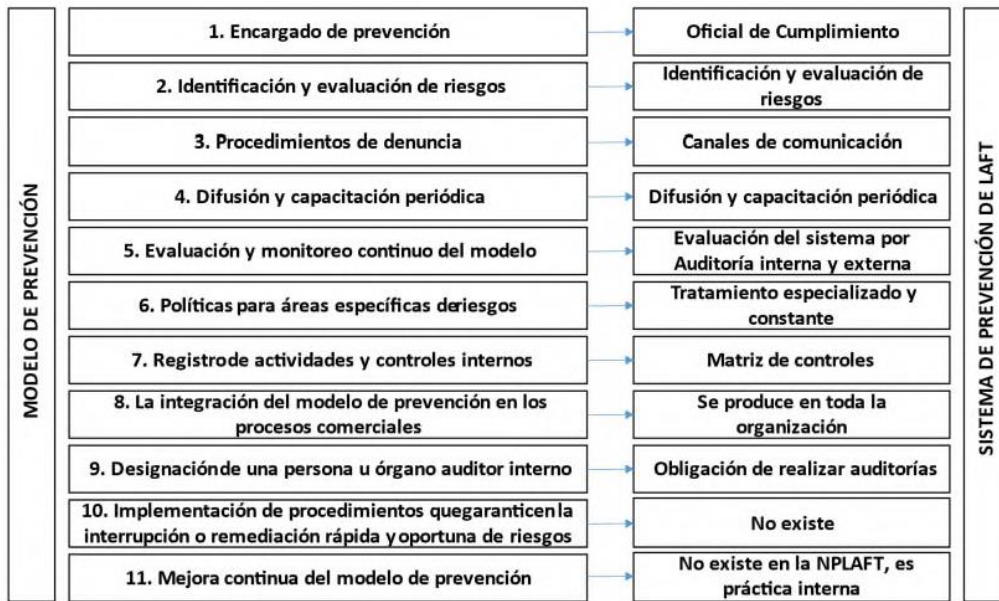 MODELO DE PREVENCIÓN
1. Encargado de prevención
Oficial de Cumplimiento
2. Identificación y evaluación de riesgos
Identificación y evaluación de
riesgos
3. Procedimientos de denuncia
Canales de comunicación
4. Difusión y capacitación periódica
Difusión y capacitación periódica
5. Evaluación y monitoreo continuo del modelo
Evaluación del sistema por
Auditoría interna y externa
6. Políticas para áreas específicas deriesgos
Tratamiento especializado y
constante
7. Registrode actividades y controles internos
Matriz de controles
8. La integración del modelo de prevención en los
procesos comerciales
Se produce en toda la
organización
9. Designaciónde una persona u órgano auditor interno
Obligación de realizar auditorías
10. Implementación de procedimientos quegaranticenla
interrupción o remediación rápida yoportuna de riesgos
No existe
11. Mejora continua del modelo de prevención
No existe en la NPLAFT, es
práctica interna
SISTEMA DE PREVENCIÓN DE LAFT